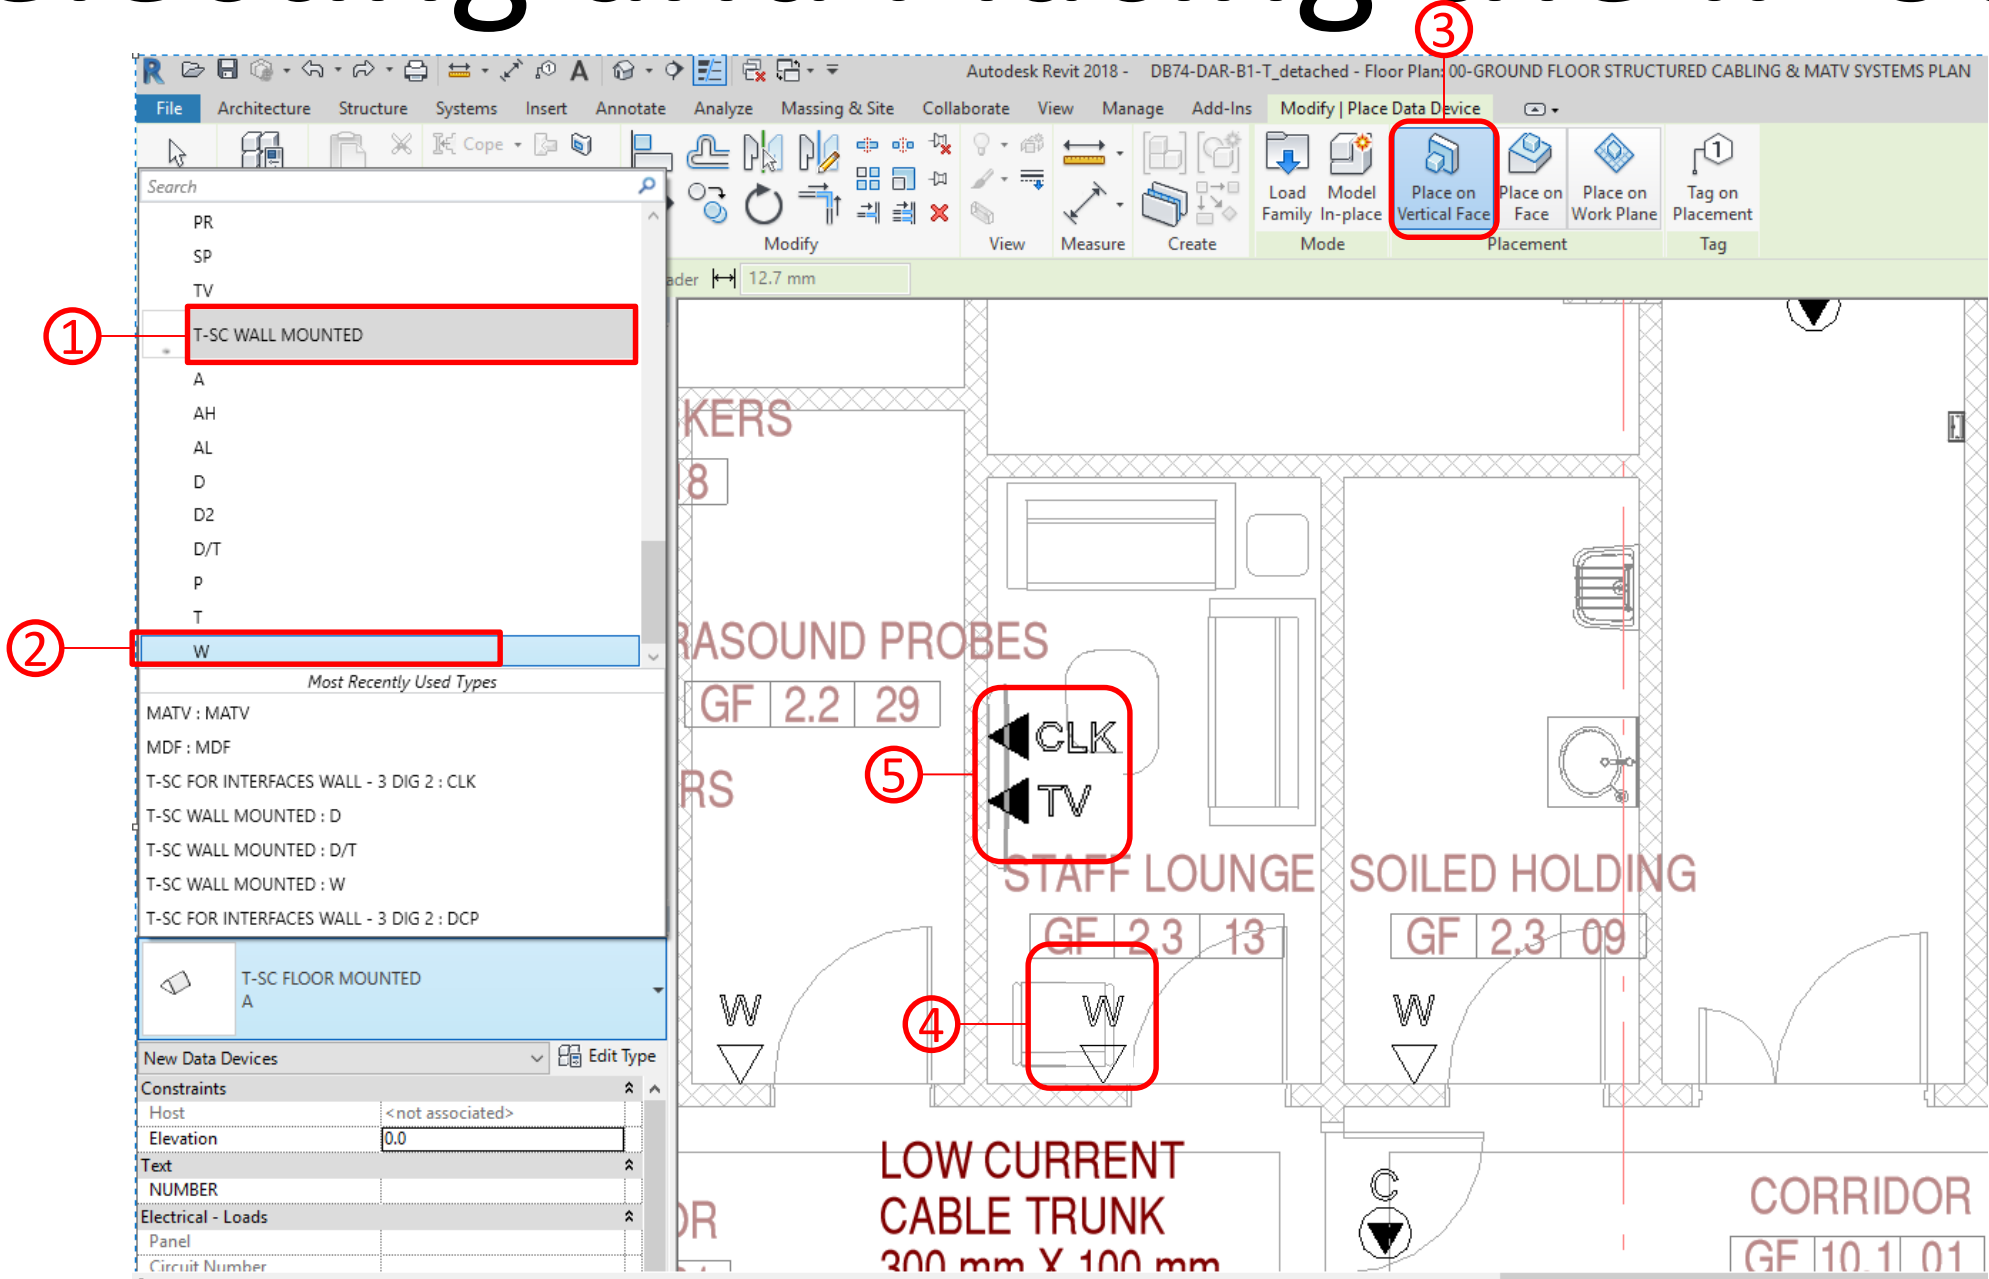 3
Autodesk Revit 2018 - DB74-DAR-B1-T_detached - Floor Plan: 00-GROUND FLOOR STRUCTURED CABLING & MATV SYSTEMS PLAN
File Architecture Structure Systems Insert Annotate Analyze Massing & Site Collaborate View Manage Add-Ins Modify | Place Data Device
Cope
Load Family
Model In-place
Place on Vertical Face
Place on Face
Place on Work Plane
1
Tag on Placement
Modify View Measure Create Mode Placement Tag
12.7 mm
Search
PR
SP
TV
1
T-SC WALL MOUNTED
A
AH
AL
D
D2
D/T
P
T
2
W
Most Recently Used Types
MATV : MATV
MDF : MDF
T-SC FOR INTERFACES WALL - 3 DIG 2 : CLK
T-SC WALL MOUNTED : D
T-SC WALL MOUNTED : D/T
T-SC WALL MOUNTED : W
T-SC FOR INTERFACES WALL - 3 DIG 2 : DCP
T-SC FLOOR MOUNTED
A
New Data Devices
Edit Type
Constraints
Host <not associated>
Elevation 0.0
Text
NUMBER
Electrical - Loads
Panel
Circuit Number
KERS
8
RASOUND PROBES
GF 2.2 29
RS
5
CLK
TV
STAFF LOUNGE
GF 2.3 13
SOILED HOLDING
GF 2.3 09
4
W
W
W
LOW CURRENT
CABLE TRUNK
300 mm X 100 mm
OR
C
CORRIDOR
GF 10.1 01